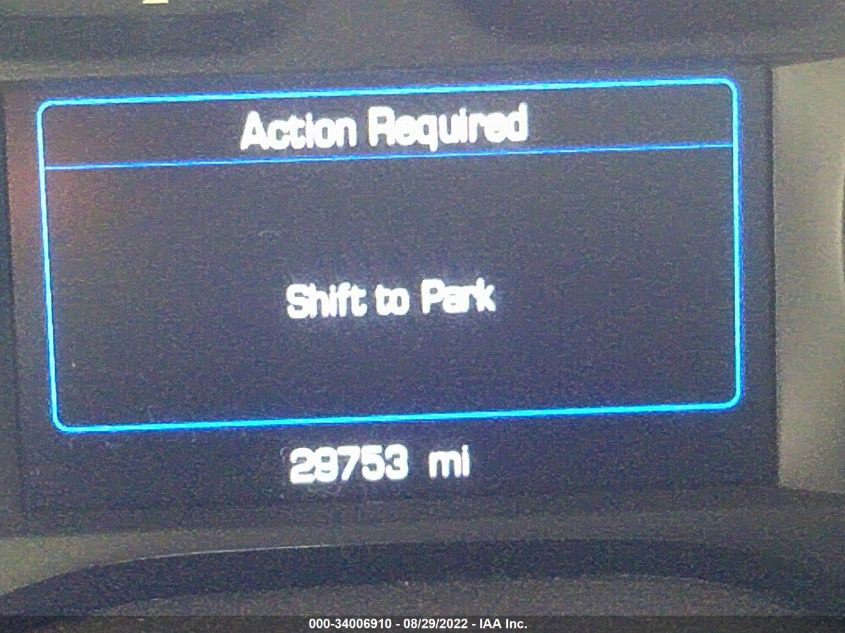 Action Required
Shift to Park
29753 mi
000-34006910 - 08/29/2022 - IAA Inc.